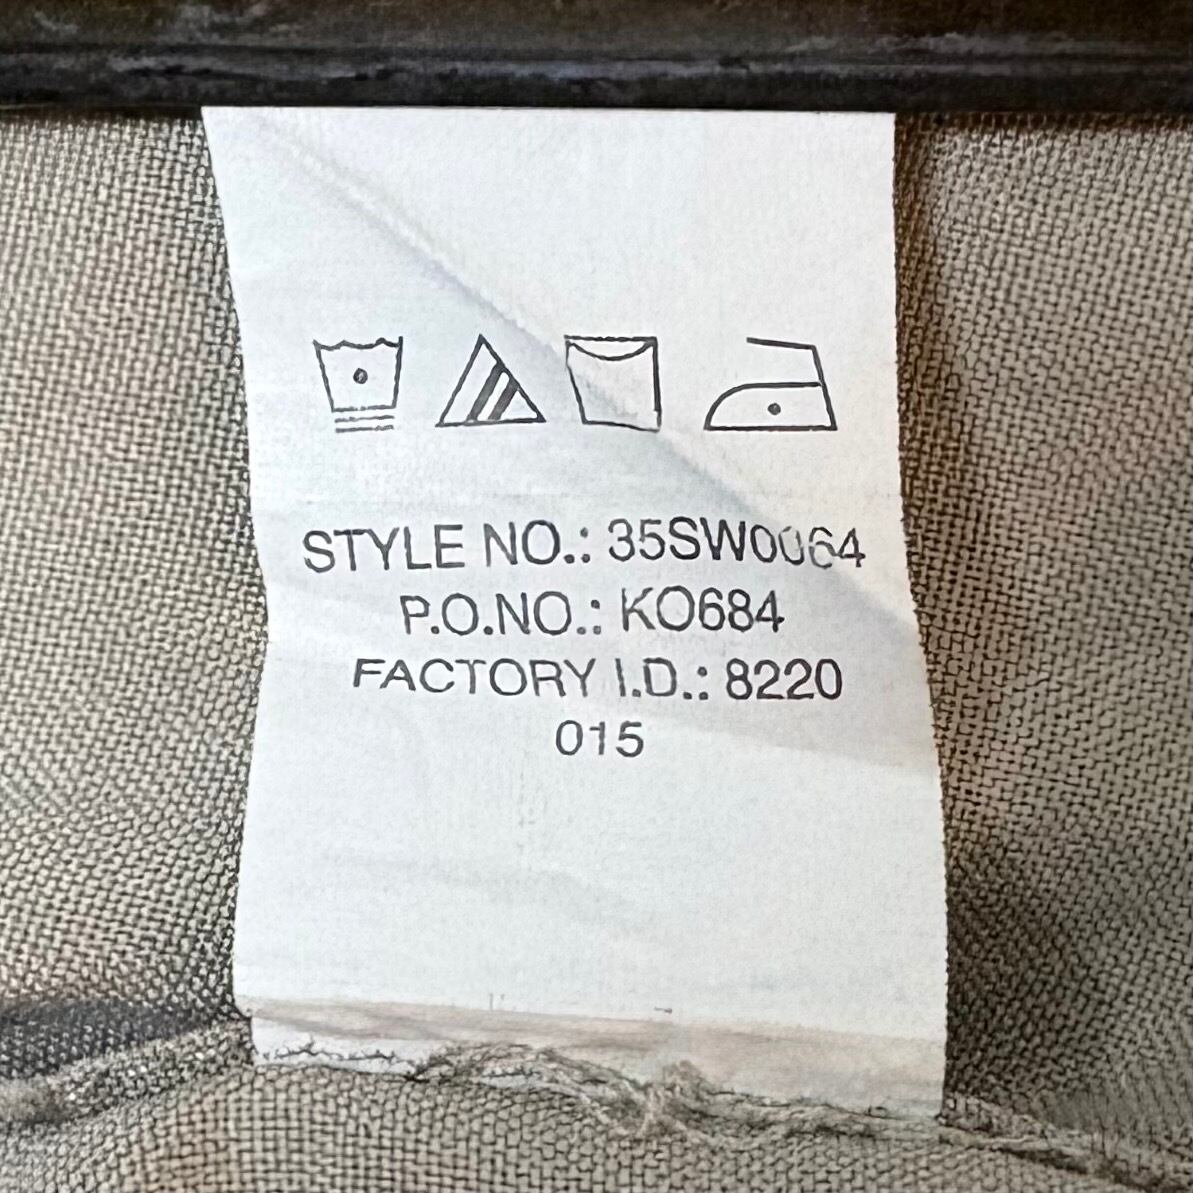 STYLE NO.: 35SW0064
P.O.NO.: KO684
FACTORY I.D.: 8220
015